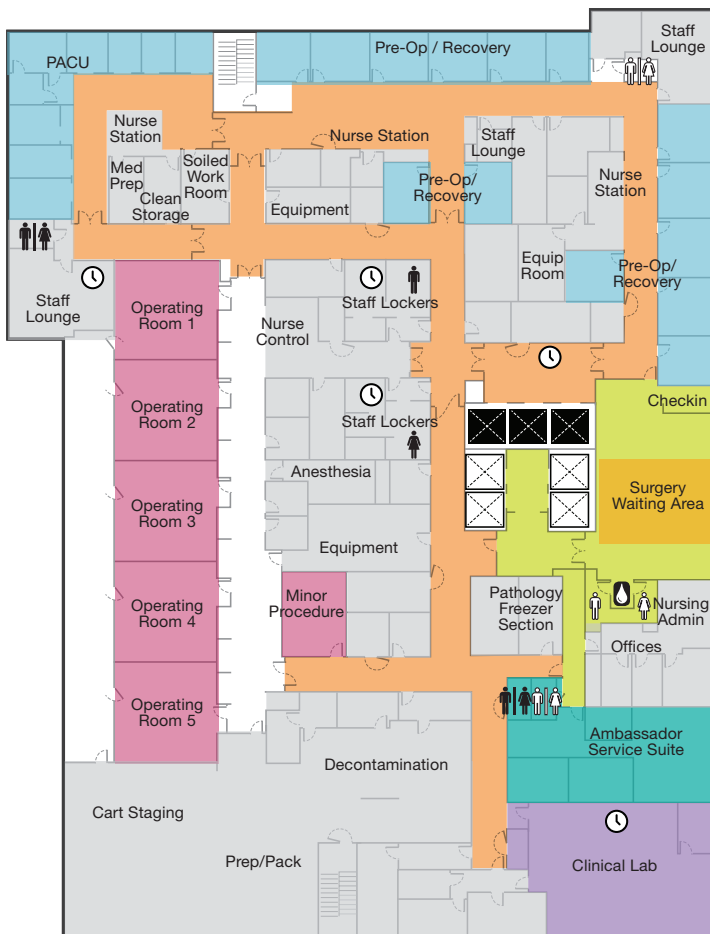 Staff
Lounge
PACU
Pre-Op / Recovery
Nurse
Station
Nurse Station
Staff
Lounge
Med
Prep
Soiled
Work
Room
Clean
Storage
Equipment
Pre-Op/
Recovery
Nurse
Station
Equip
Room
Pre-Op/
Recovery
Staff
Lounge
Operating
Room 1
Staff Lockers
Nurse
Control
Operating
Room 2
Staff Lockers
Checkin
Anesthesia
Operating
Room 3
Surgery
Waiting Area
Equipment
Operating
Room 4
Minor
Procedure
Pathology
Freezer
Section
Nursing
Admin
Offices
Operating
Room 5
Ambassador
Service Suite
Decontamination
Cart Staging
Prep/Pack
Clinical Lab